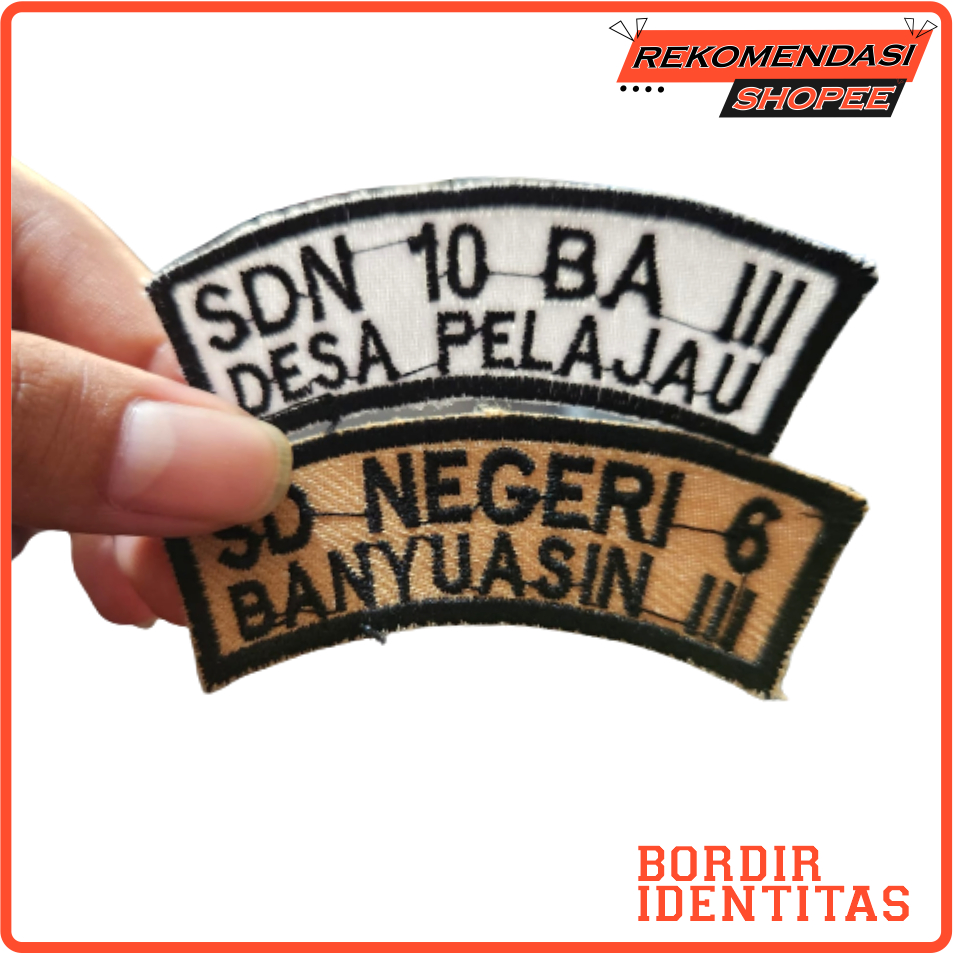 REKOMENDASI
SHOPEE
SDN 10 BA III
DESA PELAJAU
SD NEGERI 6
BANYUASIN III
BORDIR
IDENTITAS